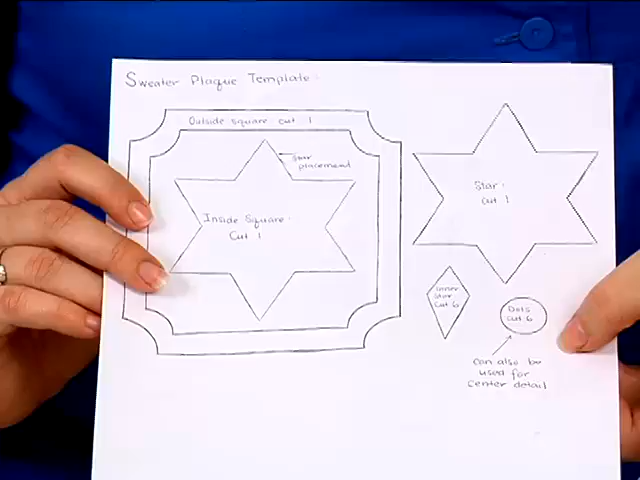 Sweater Plaque Template
Outside square cut 1
Star
placement
Inside Square
Cut 1
Star
cut 1
inner
star
cut 6
Dots
cut 6
can also be
used for
center detail